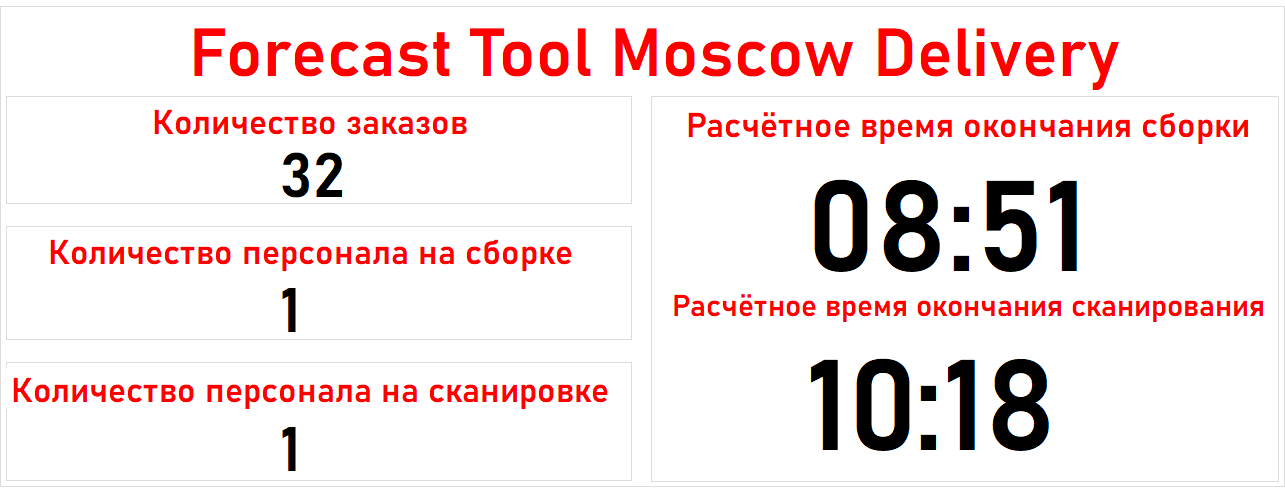 Forecast Tool Moscow Delivery
Количество заказов
32
Количество персонала на сборке
1
Количество персонала на сканировке
1
Расчётное время окончания сборки
08:51
Расчётное время окончания сканирования
10:18